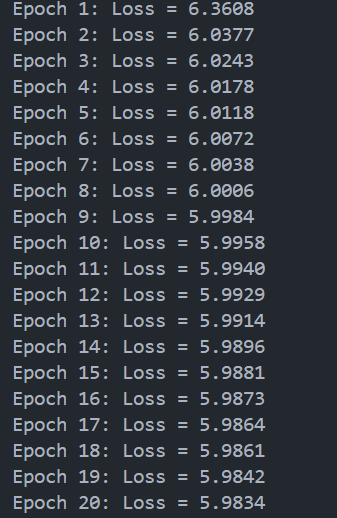 Epoch 1: Loss = 6.3608
Epoch 2: Loss = 6.0377
Epoch 3: Loss = 6.0243
Epoch 4: Loss = 6.0178
Epoch 5: Loss = 6.0118
Epoch 6: Loss = 6.0072
Epoch 7: Loss = 6.0038
Epoch 8: Loss = 6.0006
Epoch 9: Loss = 5.9984
Epoch 10: Loss = 5.9958
Epoch 11: Loss = 5.9940
Epoch 12: Loss = 5.9929
Epoch 13: Loss = 5.9914
Epoch 14: Loss = 5.9896
Epoch 15: Loss = 5.9881
Epoch 16: Loss = 5.9873
Epoch 17: Loss = 5.9864
Epoch 18: Loss = 5.9861
Epoch 19: Loss = 5.9842
Epoch 20: Loss = 5.9834